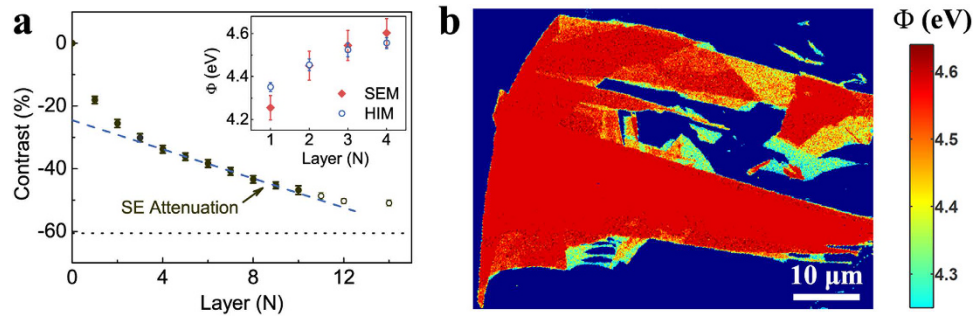 a
Contrast (%)
0
-20
-40
-60
0
4
8
12
Layer (N)
SE Attenuation
Φ (eV)
4.6
4.4
4.2
1
2
3
4
Layer (N)
SEM
HIM
b
10 μm
Φ (eV)
4.6
4.5
4.4
4.3